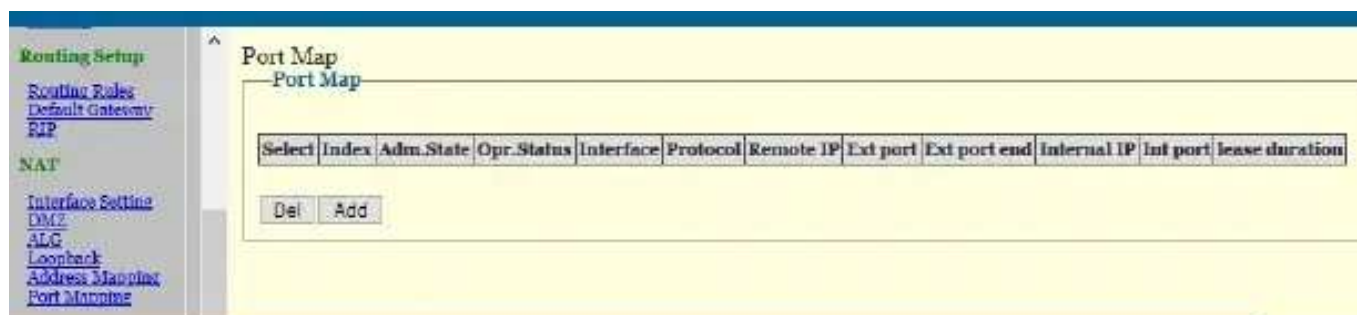 Routing Setup
Routing Rules
Default Gateway
RIP
NAT
Interface Setting
DMZ
ALG
Loopback
Address Mapping
Port Mapping
Port Map
Port Map
Select Index Adm.State Opr.Status Interface Protocol Remote IP Ext port Ext port end Internal IP Int port lease duration
Del Add